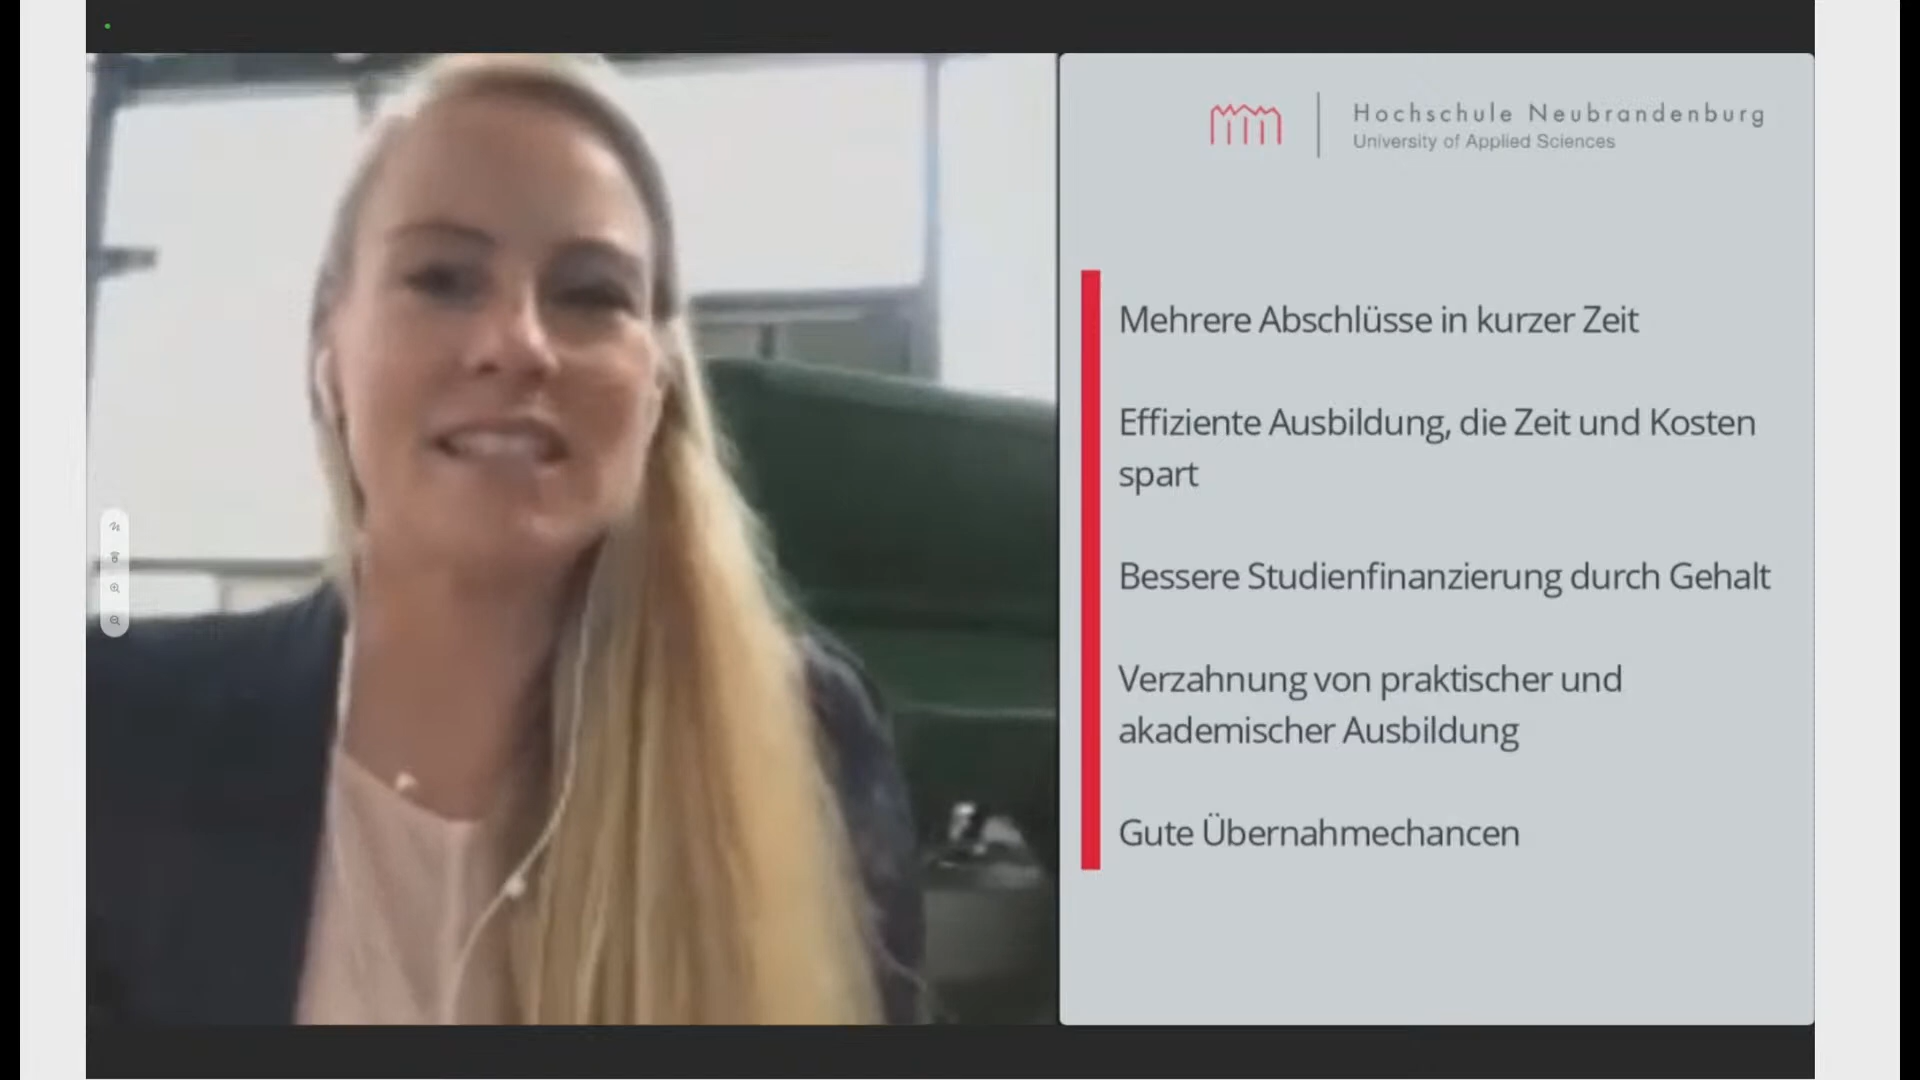 Hochschule Neubrandenburg
University of Applied Sciences
Mehrere Abschlüsse in kurzer Zeit
Effiziente Ausbildung, die Zeit und Kosten
spart
Bessere Studienfinanzierung durch Gehalt
Verzahnung von praktischer und
akademischer Ausbildung
Gute Übernahmechancen